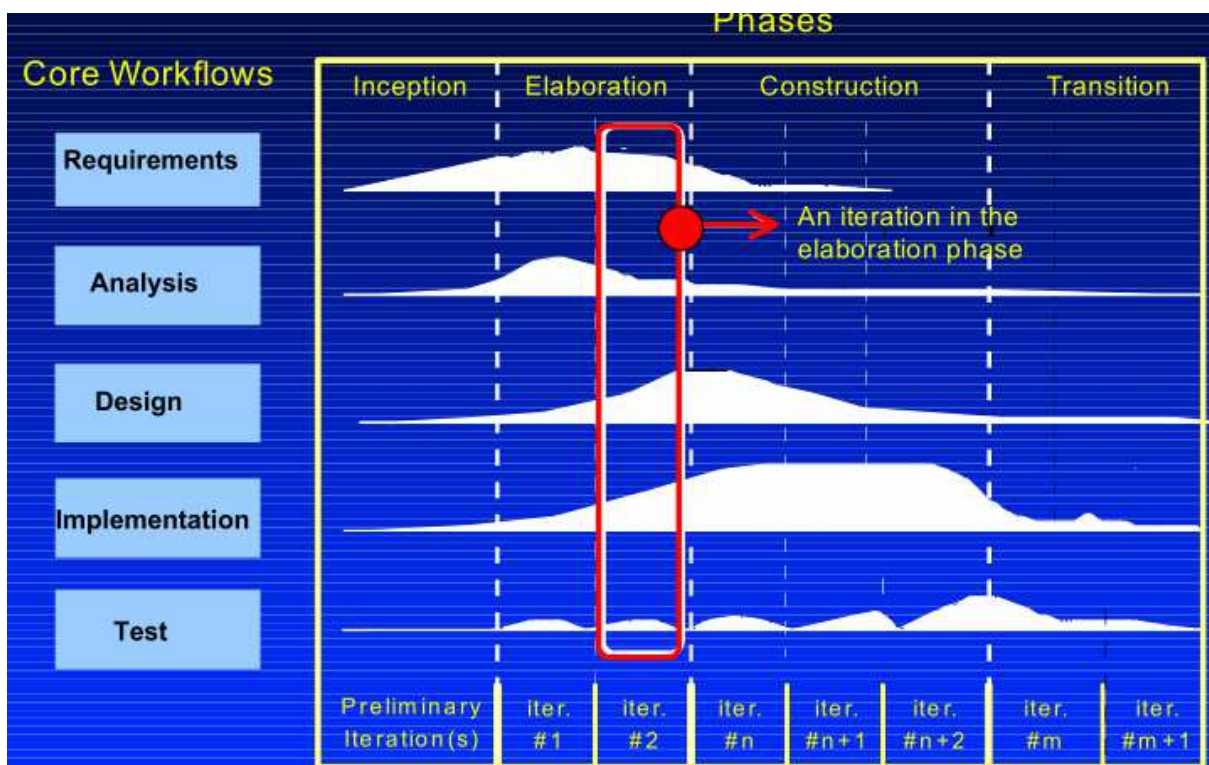 Phases
Core Workflows
Inception Elaboration Construction Transition
Requirements
An iteration in the
elaboration phase
Analysis
Design
Implementation
Test
Preliminary
Iteration(s)
iter.
#1
iter.
#2
iter.
#n
iter.
#n+1
iter.
#n+2
iter.
#m
iter.
#m+1